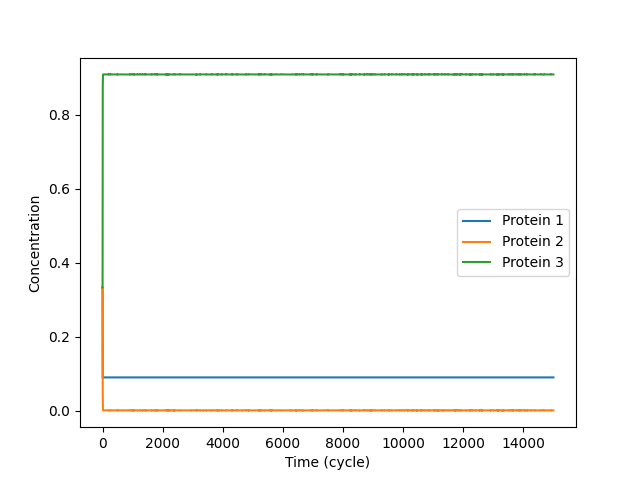 0.8
0.6
0.4
0.2
0.0
Concentration
Protein 1
Protein 2
Protein 3
0 2000 4000 6000 8000 10000 12000 14000
Time (cycle)